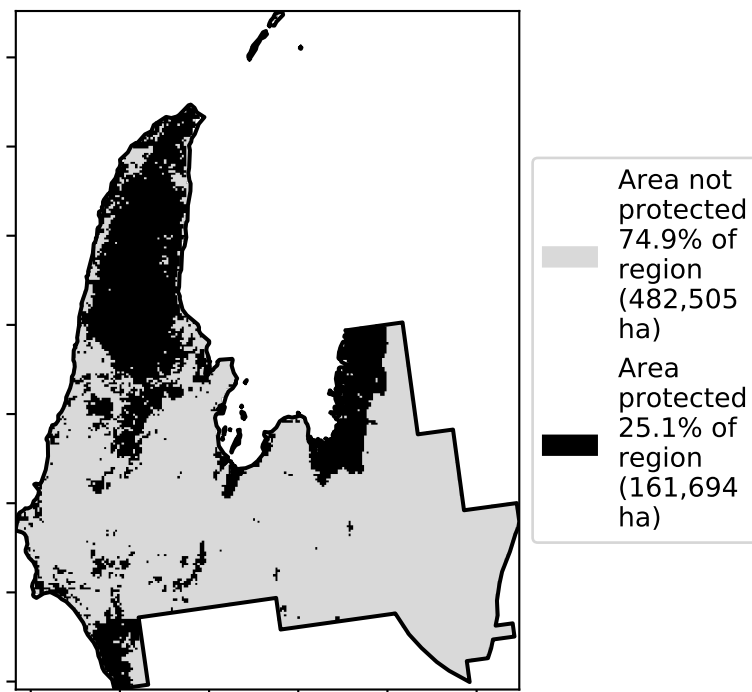 Area not
protected
74.9% of
region
(482,505
ha)
Area
protected
25.1% of
region
(161,694
ha)